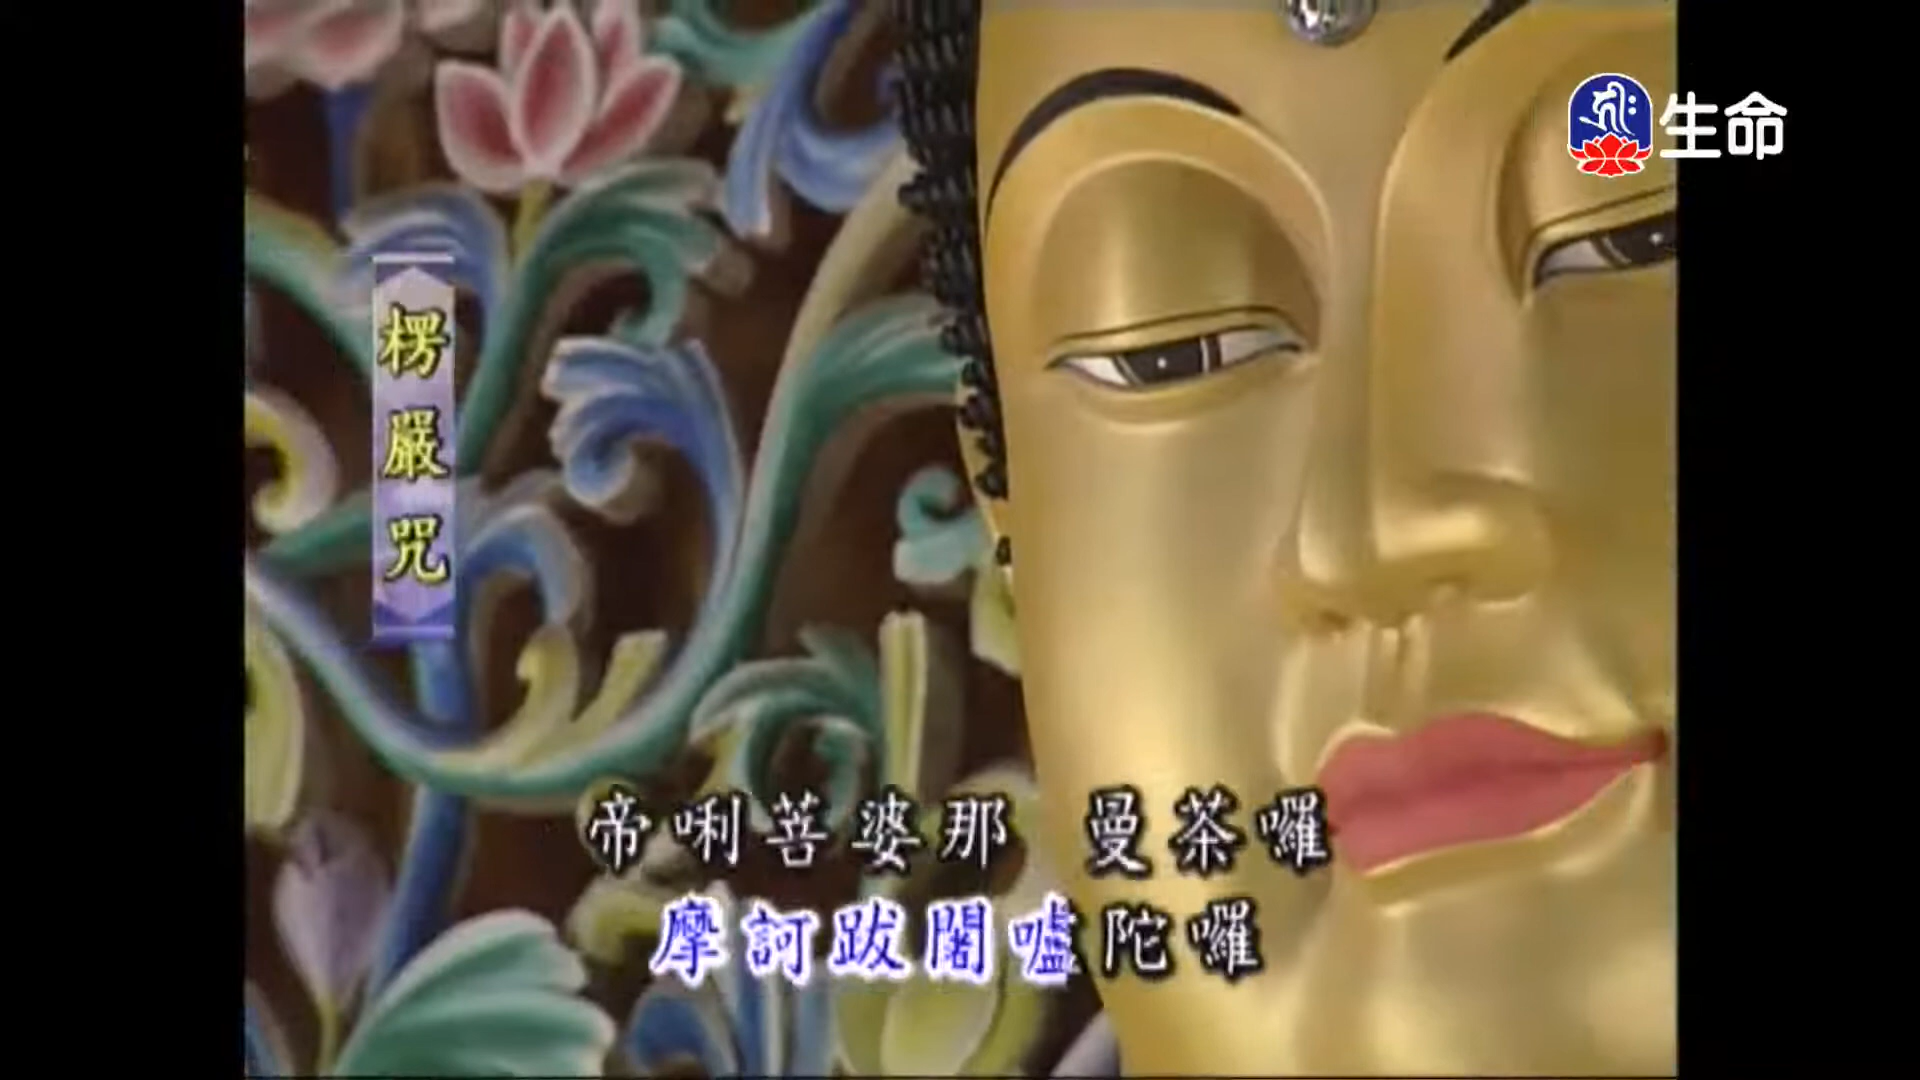 生命
楞嚴咒
帝唎菩婆那 曼茶囉
摩訶跋闍嚧陀囉